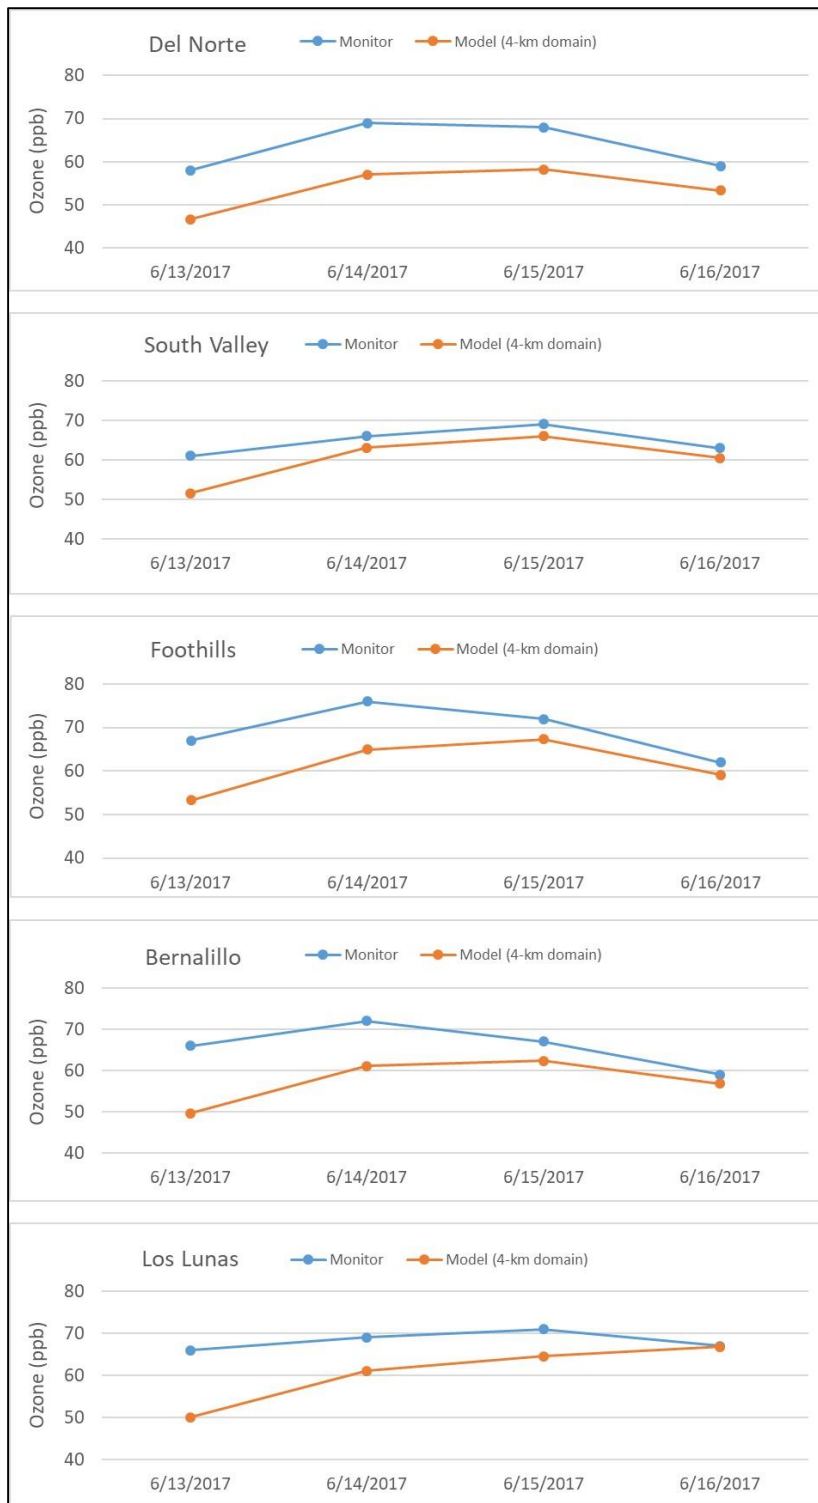 Del Norte Monitor Model (4-km domain)
Ozone (ppb)
80
70
60
50
40
6/13/2017 6/14/2017 6/15/2017 6/16/2017
South Valley Monitor Model (4-km domain)
Ozone (ppb)
80
70
60
50
40
6/13/2017 6/14/2017 6/15/2017 6/16/2017
Foothills Monitor Model (4-km domain)
Ozone (ppb)
80
70
60
50
40
6/13/2017 6/14/2017 6/15/2017 6/16/2017
Bernalillo Monitor Model (4-km domain)
Ozone (ppb)
80
70
60
50
40
6/13/2017 6/14/2017 6/15/2017 6/16/2017
Los Lunas Monitor Model (4-km domain)
Ozone (ppb)
80
70
60
50
40
6/13/2017 6/14/2017 6/15/2017 6/16/2017